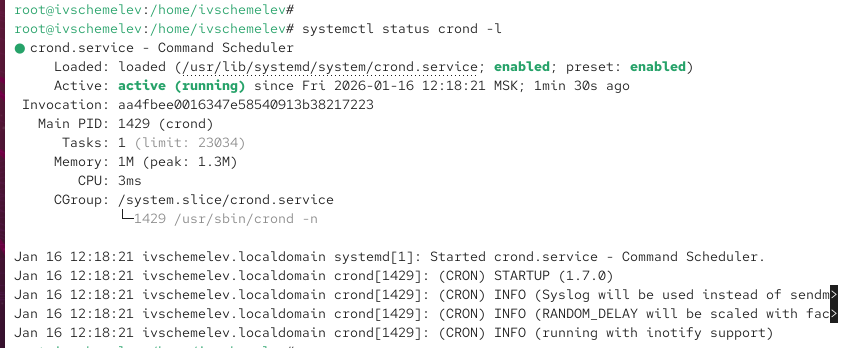 root@ivschemelev:/home/ivschemelev#
root@ivschemelev:/home/ivschemelev# systemctl status crond -l
● crond.service - Command Scheduler
     Loaded: loaded (/usr/lib/systemd/system/crond.service; enabled; preset: enabled)
     Active: active (running) since Fri 2026-01-16 12:18:21 MSK; 1min 30s ago
 Invocation: aa4fbee0016347e58540913b38217223
   Main PID: 1429 (crond)
      Tasks: 1 (limit: 23034)
     Memory: 1M (peak: 1.3M)
        CPU: 3ms
     CGroup: /system.slice/crond.service
             └─1429 /usr/sbin/crond -n
Jan 16 12:18:21 ivschemelev.localdomain systemd[1]: Started crond.service - Command Scheduler.
Jan 16 12:18:21 ivschemelev.localdomain crond[1429]: (CRON) STARTUP (1.7.0)
Jan 16 12:18:21 ivschemelev.localdomain crond[1429]: (CRON) INFO (Syslog will be used instead of sendm>
Jan 16 12:18:21 ivschemelev.localdomain crond[1429]: (CRON) INFO (RANDOM_DELAY will be scaled with fac>
Jan 16 12:18:21 ivschemelev.localdomain crond[1429]: (CRON) INFO (running with inotify support)